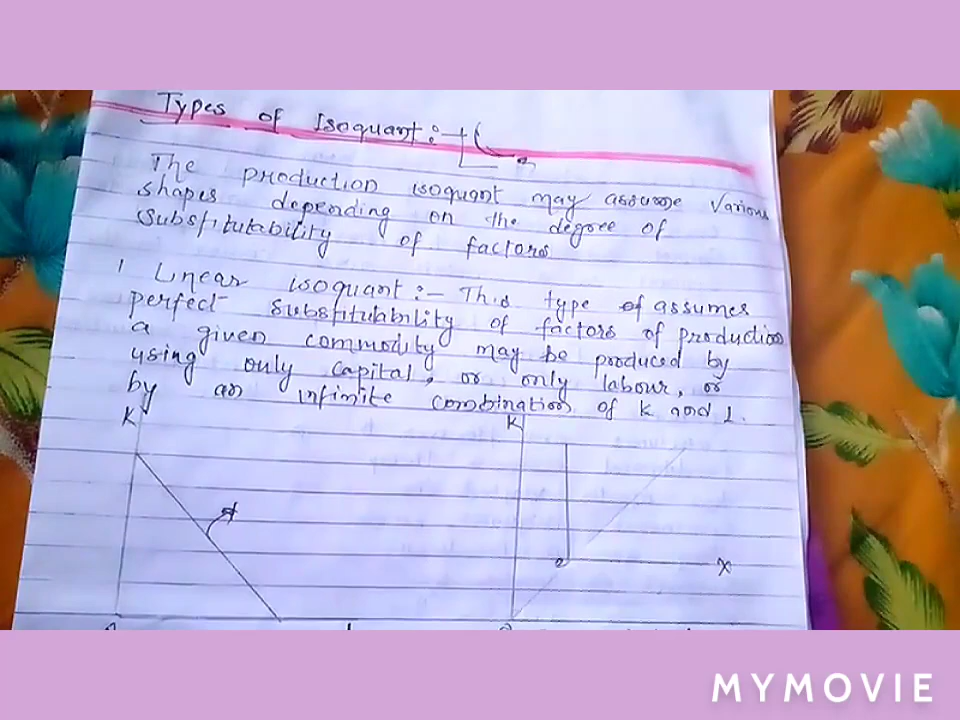 Types of Isoquant :-
The production isoquant may assume various
shapes depending on the degree of
substitutability of factors
1 Linear isoquant :- This type of assumes
perfect substitutability of factors of production
a given commodity may be produced by
using only capital, or only labour, or
by an infinite combination of K and L.
K K
X
MYMOVIE